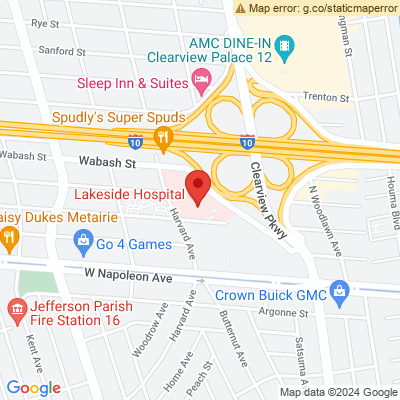 Map error: g.co/staticmaperror
Rye St
Sanford St
AMC DINE-IN
Clearview Palace 12
Sleep Inn & Suites
Trenton St
Spudly's Super Spuds
10
10
Wabash St
Wabash St
Clearview Pkwy
N Woodlawn Ave
Houma Blvd
Lakeside Hospital
aisy Dukes Metairie
Harvard Ave
Go 4 Games
W Napoleon Ave
Crown Buick GMC
Argonne St
Jefferson Parish
Fire Station 16
Kent Ave
Woodrow Ave
Harvard Ave
Home Ave
Peach St
Butternut Ave
Satsuma A
Google
Map data ©2024 Google